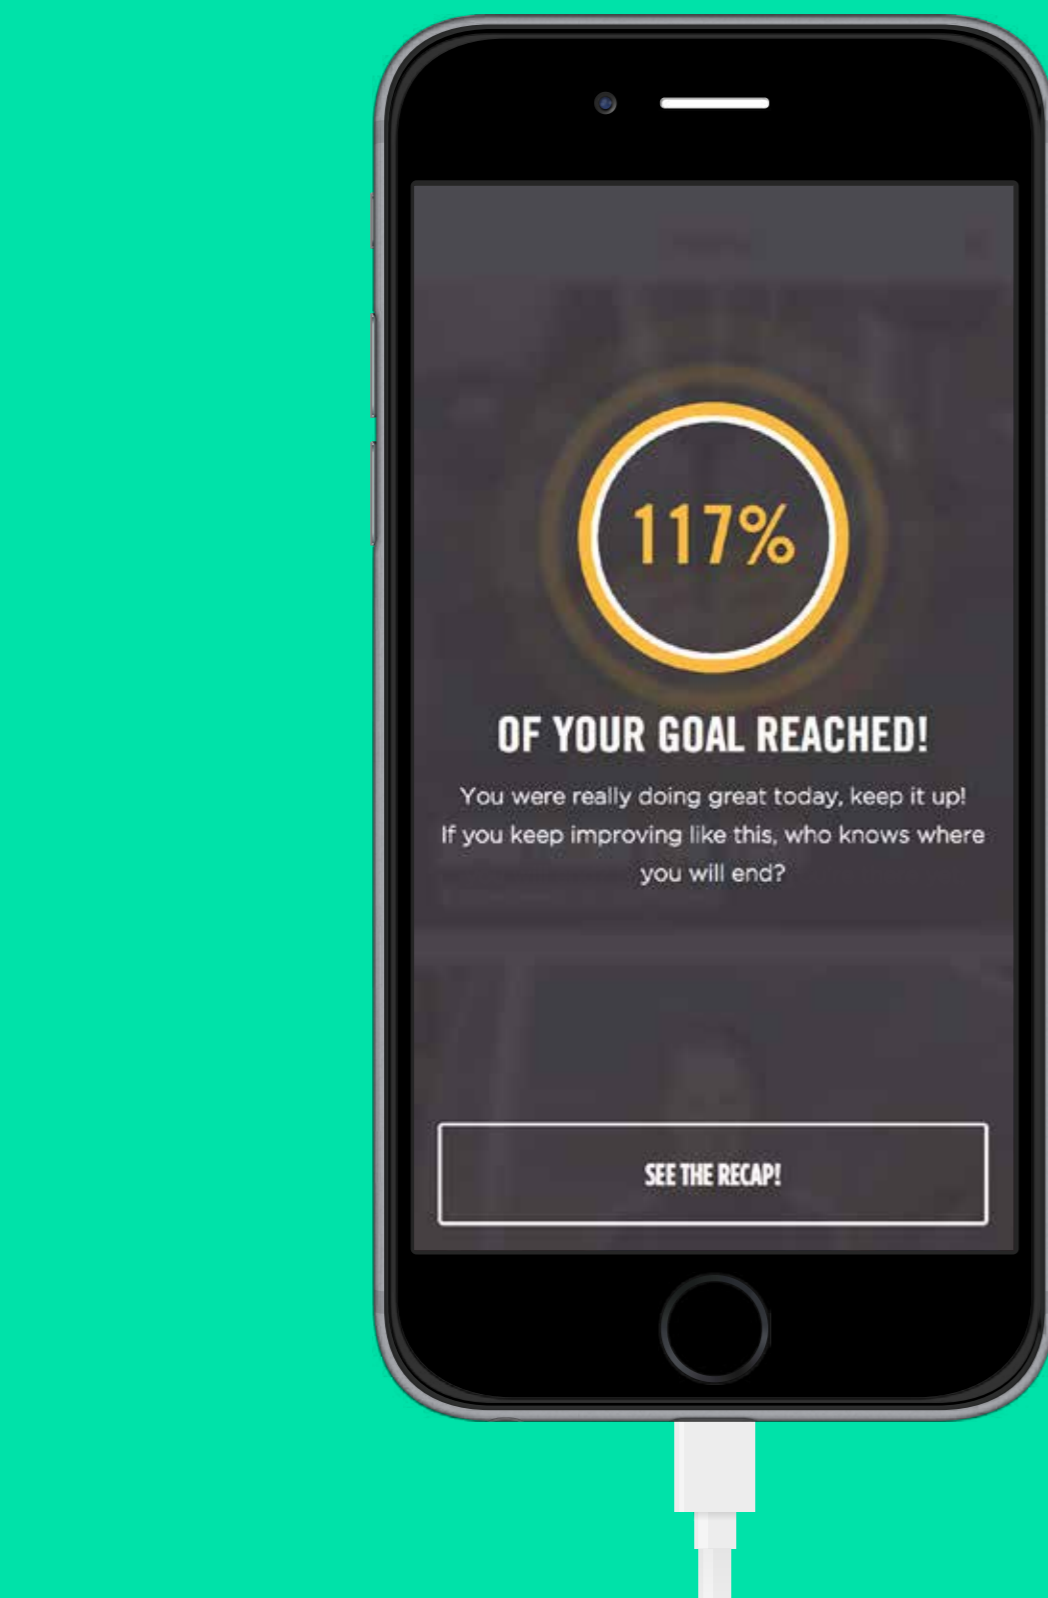 117%
OF YOUR GOAL REACHED!
You were really doing great today, keep it up!
If you keep improving like this, who knows where
you will end?
SEE THE RECAP!